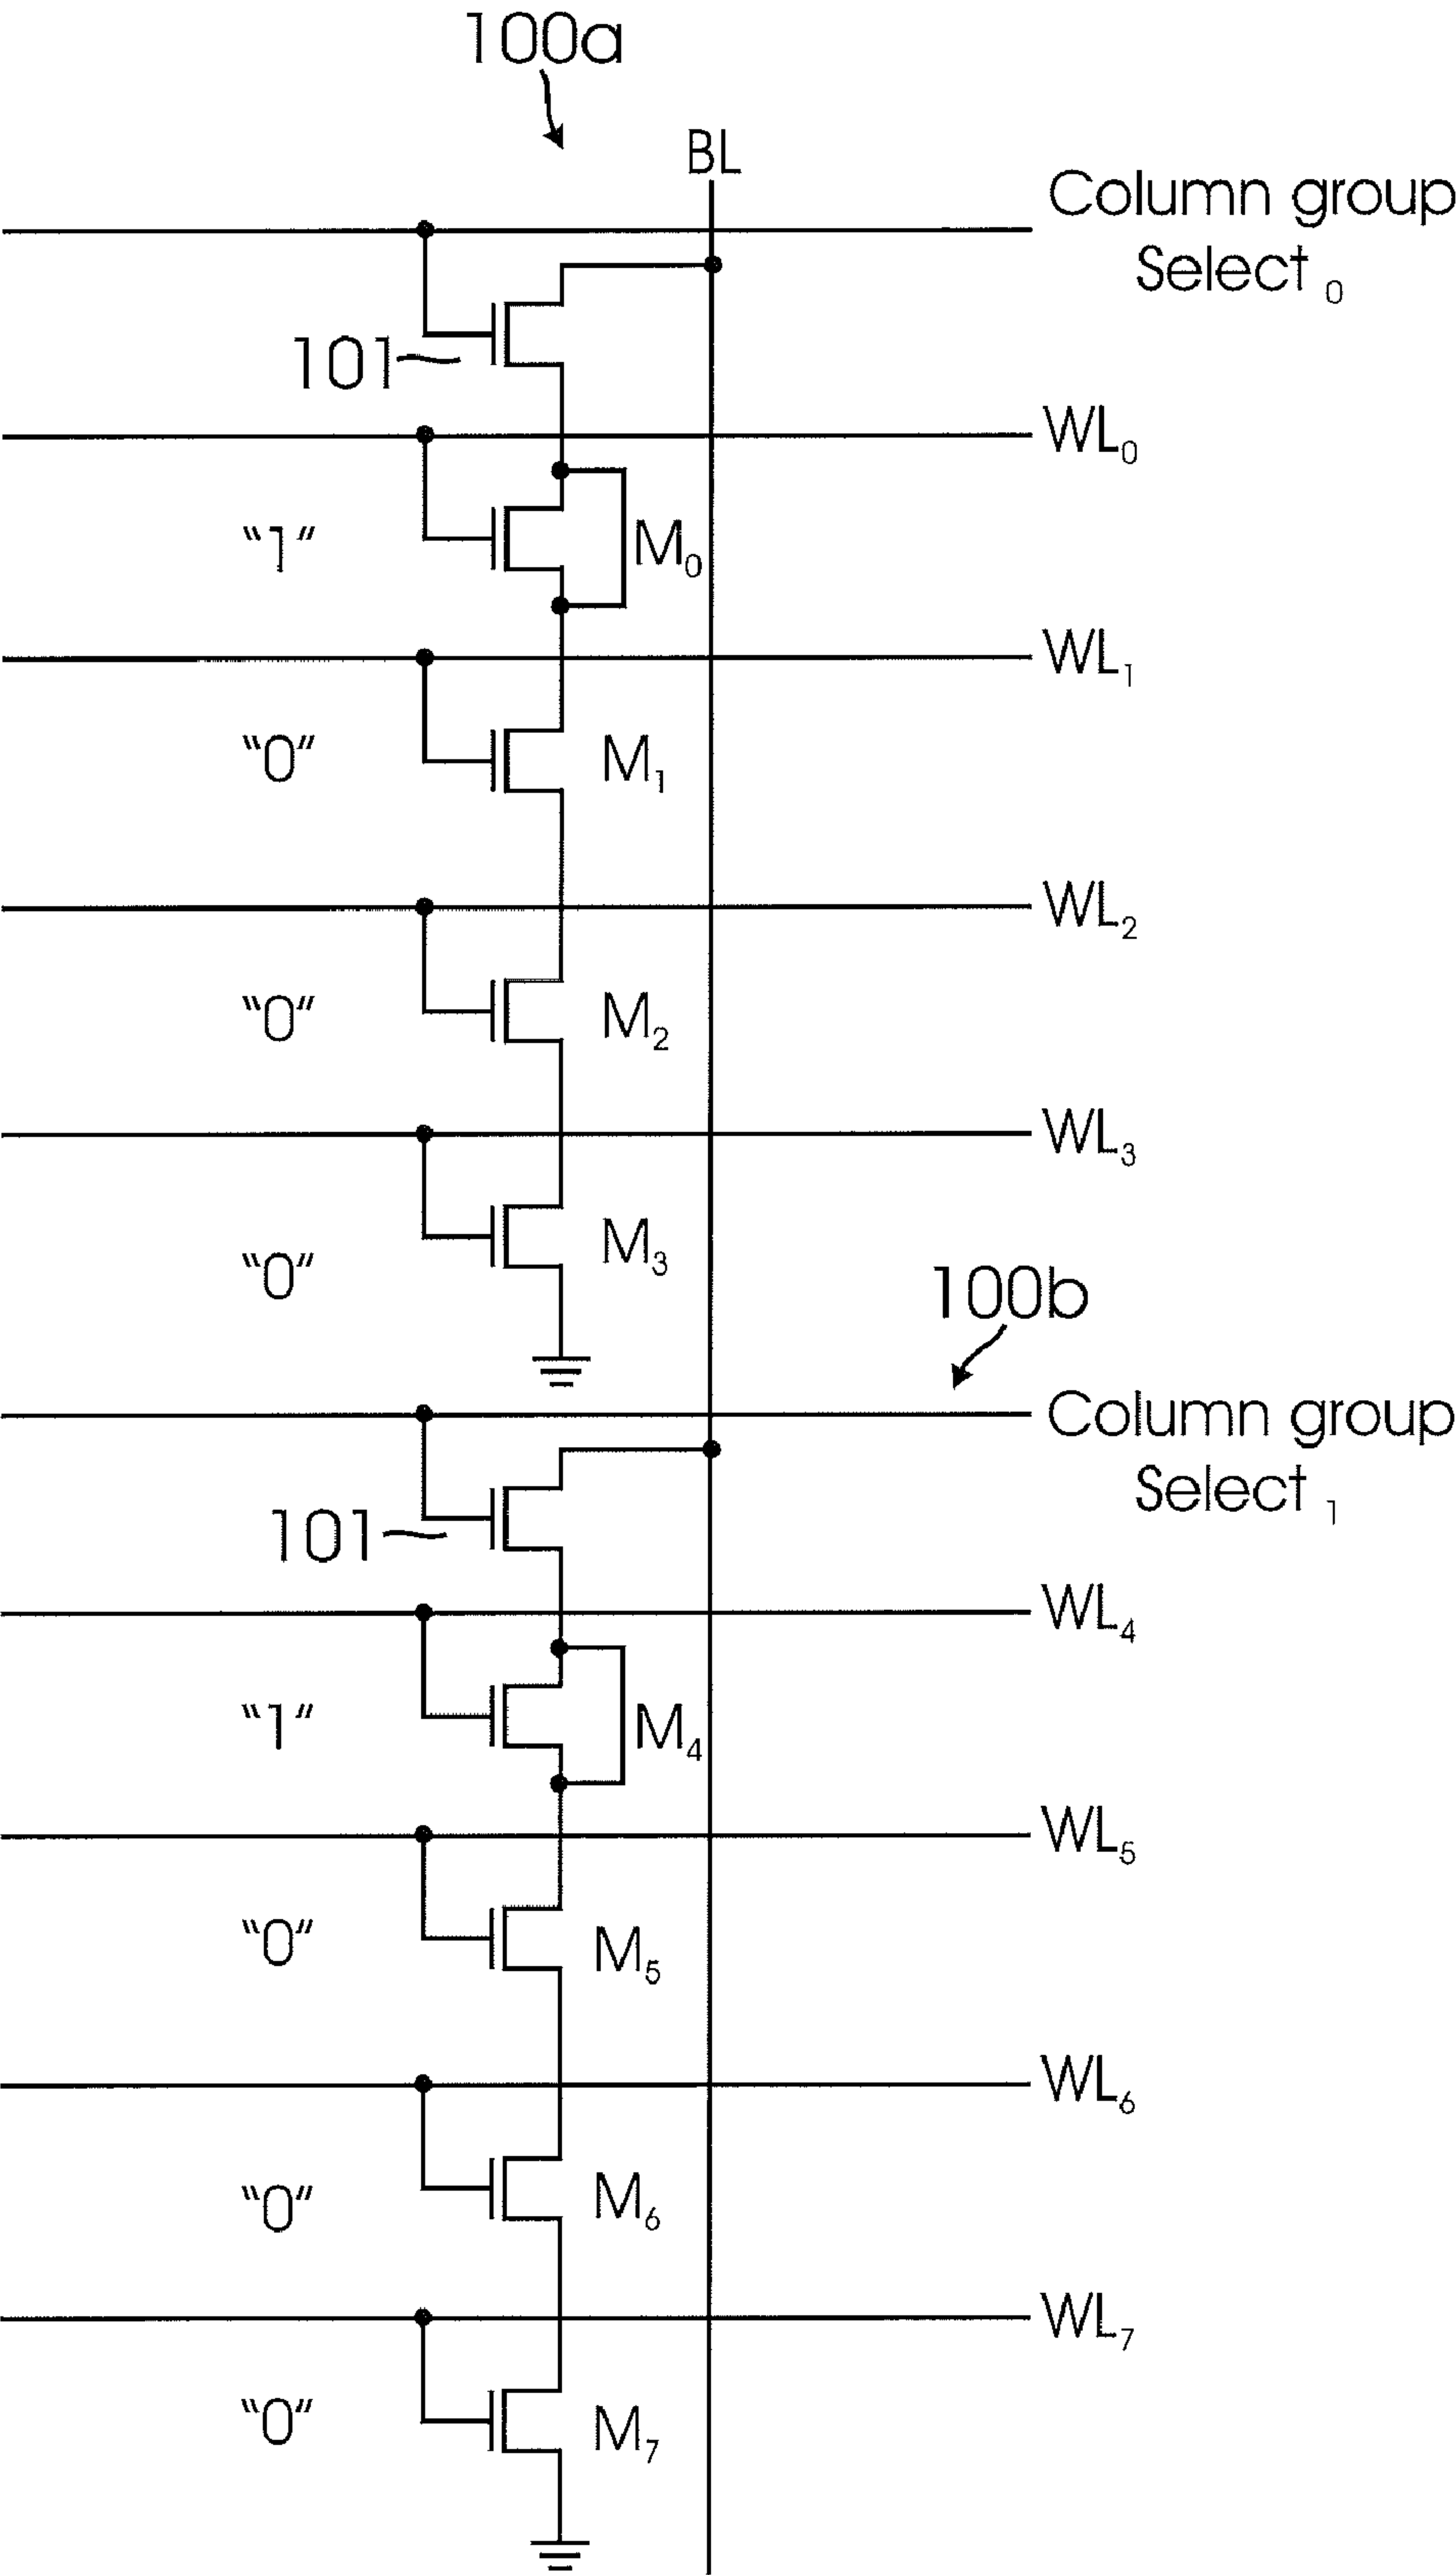 100a
BL
Column group
Select 0
101
WL0
"1" M0
WL1
"0" M1
WL2
"0" M2
WL3
"0" M3
100b
Column group
Select 1
101
WL4
"1" M4
WL5
"0" M5
WL6
"0" M6
WL7
"0" M7